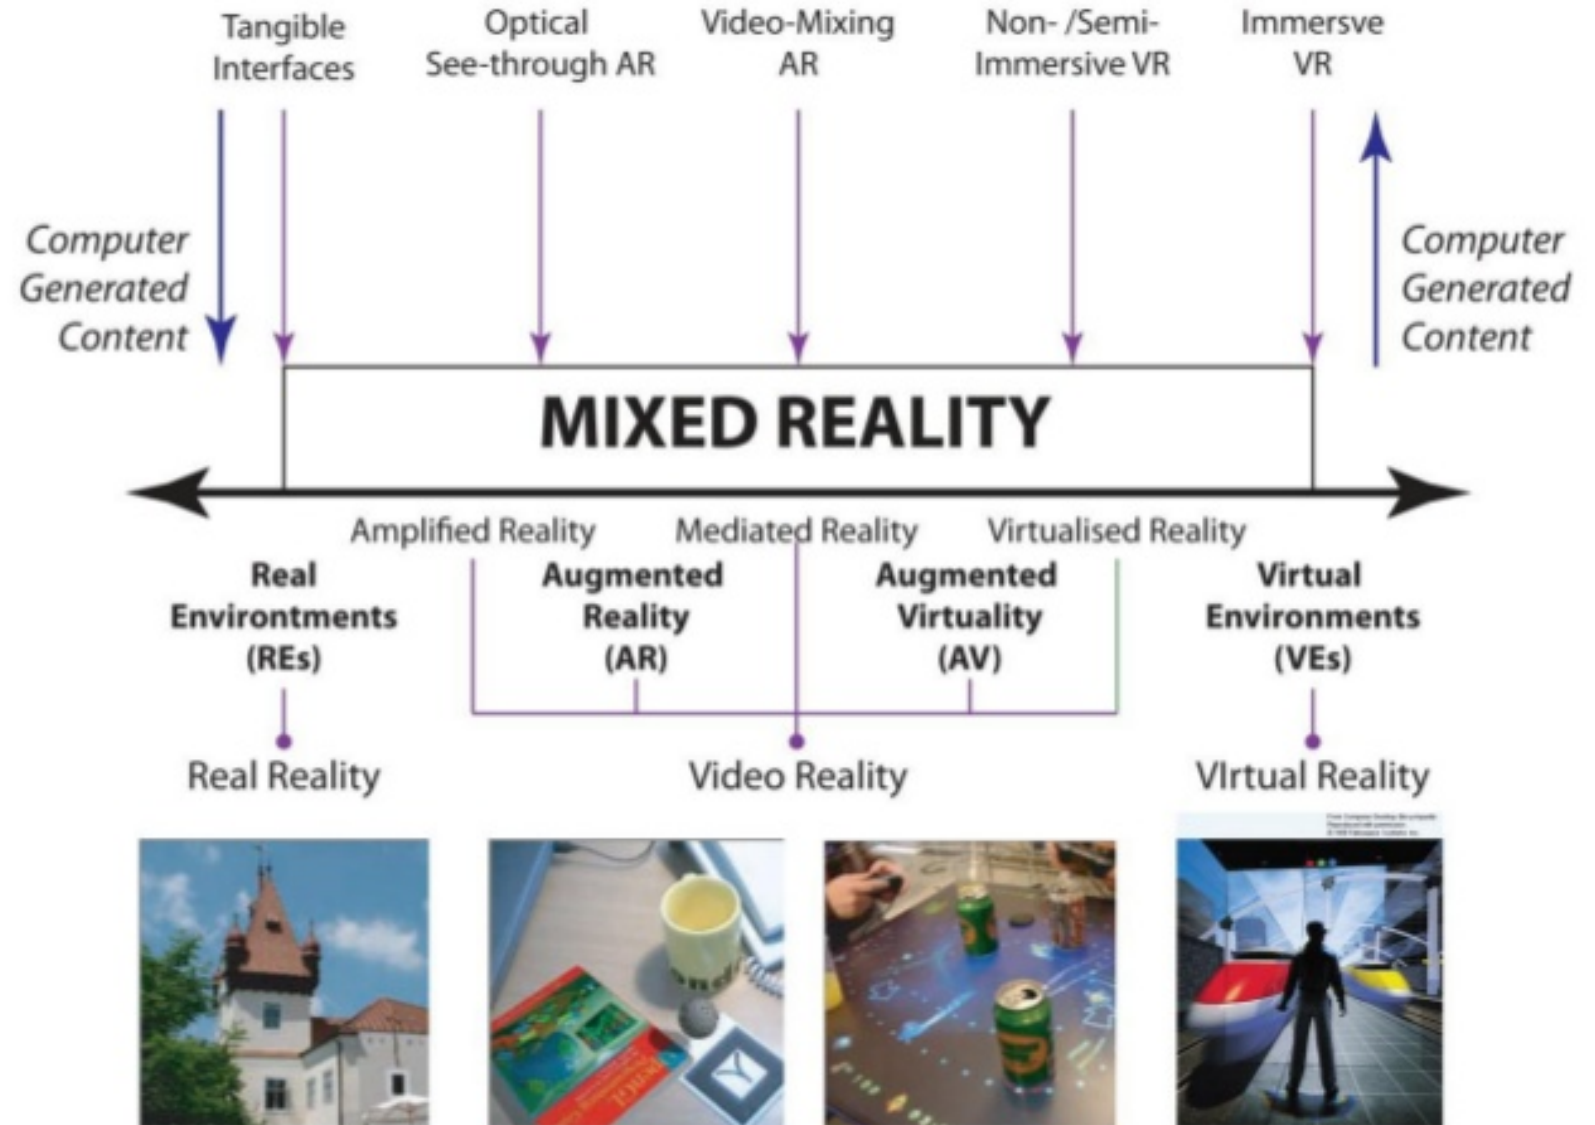 Tangible
Interfaces
Optical
See-through AR
Video-Mixing
AR
Non- /Semi-
Immersive VR
Immersve
VR
Computer
Generated
Content
Computer
Generated
Content
MIXED REALITY
Amplified Reality
Mediated Reality
Virtualised Reality
Real
Environtments
(REs)
Augmented
Reality
(AR)
Augmented
Virtuality
(AV)
Virtual
Environments
(VEs)
Real Reality
Video Reality
VIrtual Reality